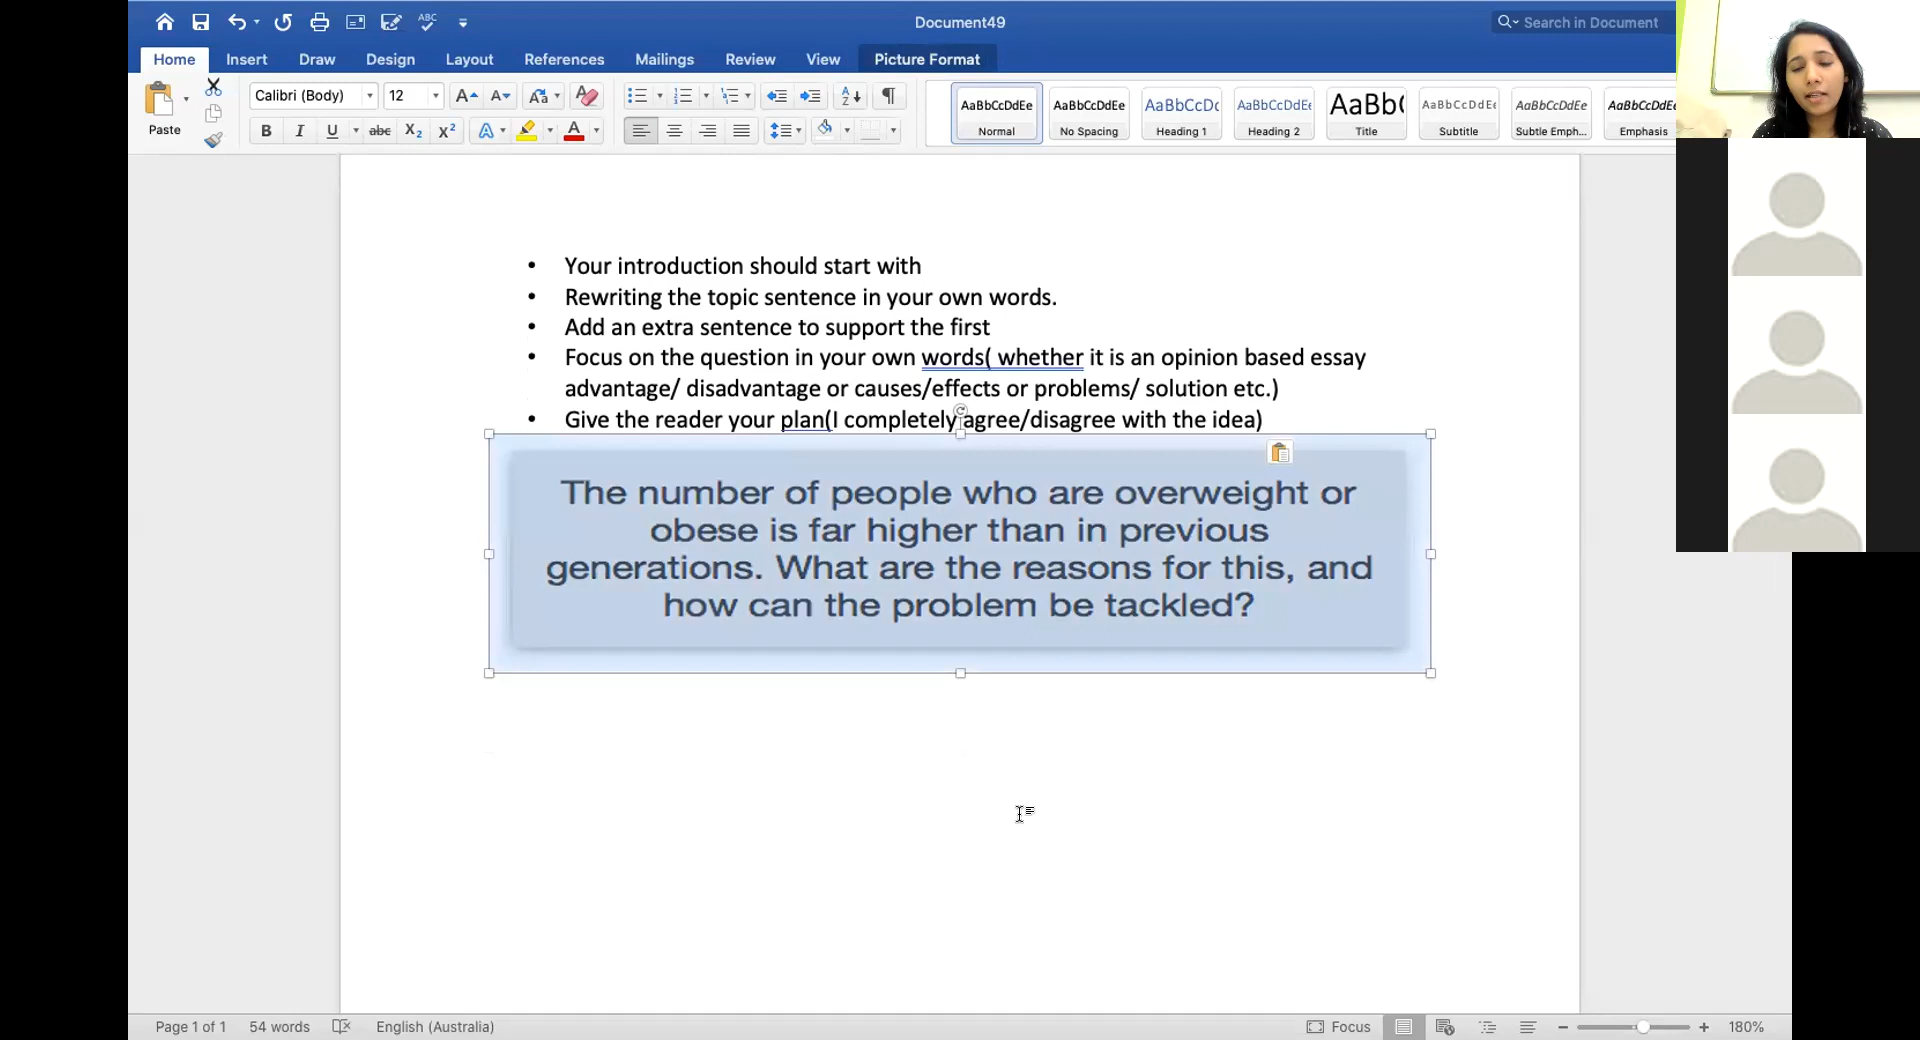 Document49
Search in Document
Home Insert Draw Design Layout References Mailings Review View Picture Format
Paste
Calibri (Body) 12
AaBbCcDdEe AaBbCcDdEe AaBbCcDc AaBbCcDdEe AaBb( AaBbCcDdEe AaBbCcDdEe AaBbCcDdEe
Normal No Spacing Heading 1 Heading 2 Title Subtitle Subtle Emph... Emphasis
• Your introduction should start with
• Rewriting the topic sentence in your own words.
• Add an extra sentence to support the first
• Focus on the question in your own words( whether it is an opinion based essay
advantage/ disadvantage or causes/effects or problems/ solution etc.)
• Give the reader your plan(I completely agree/disagree with the idea)
The number of people who are overweight or
obese is far higher than in previous
generations. What are the reasons for this, and
how can the problem be tackled?
Page 1 of 1 54 words English (Australia) Focus 180%